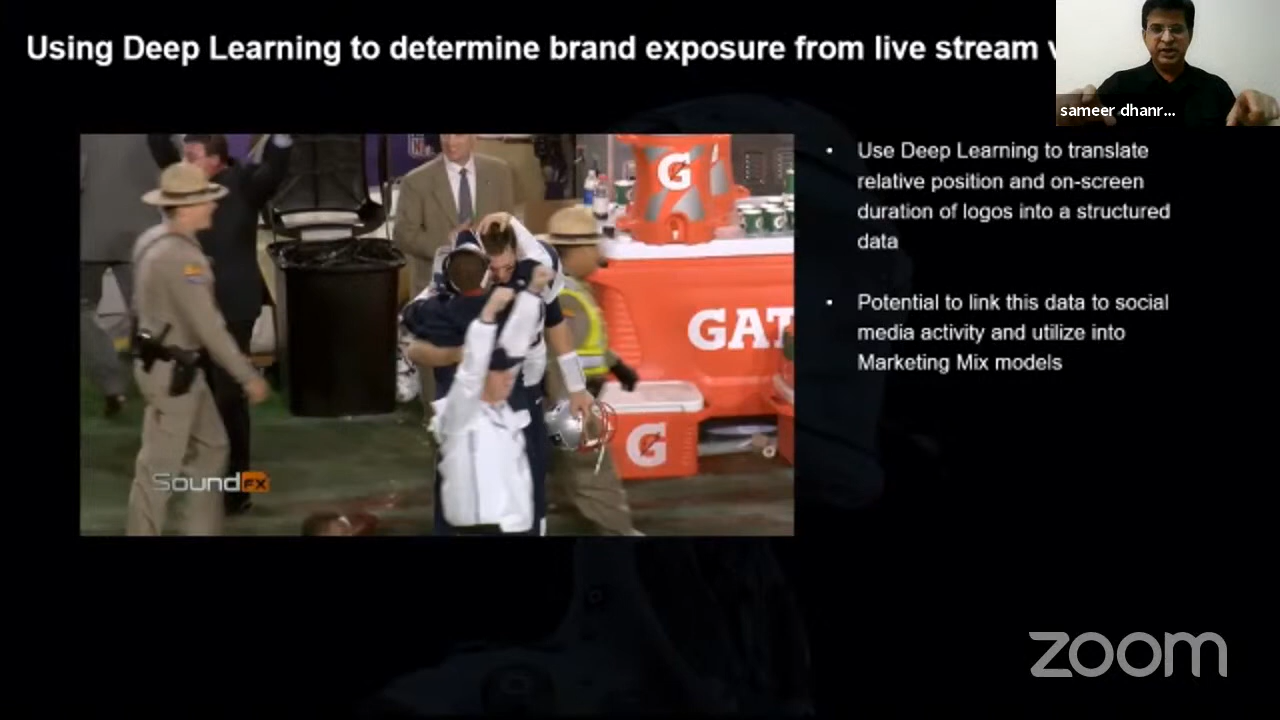 Using Deep Learning to determine brand exposure from live stream
sameer dhanr...
• Use Deep Learning to translate
relative position and on-screen
duration of logos into a structured
data
• Potential to link this data to social
media activity and utilize into
Marketing Mix models
G
GAT
G
SoundFX
zoom